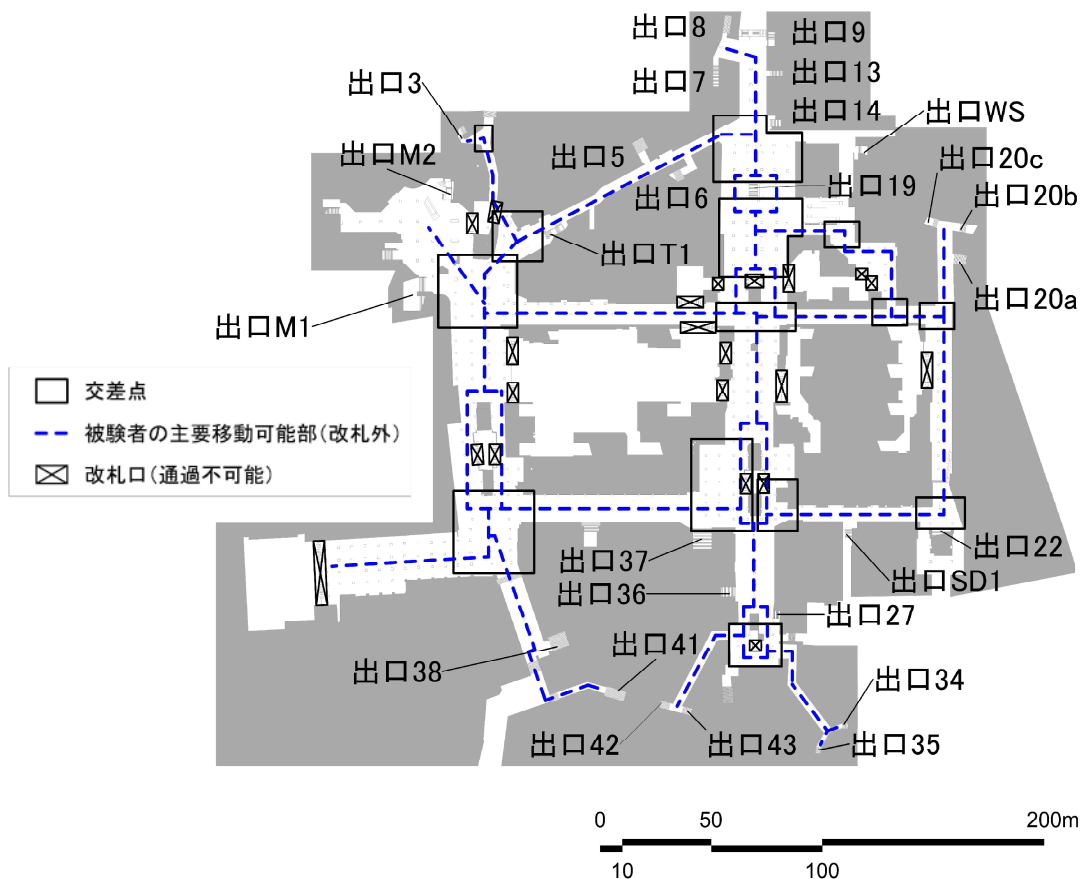 出口8
出口9
出口3
出口7
出口13
出口14
出口WS
出口M2
出口5
出口20c
出口6
出口19
出口20b
出口T1
出口20a
出口M1
交差点
被験者の主要移動可能部(改札外)
改札口(通過不可能)
出口37
出口22
出口36
出口SD1
出口27
出口38
出口41
出口34
出口42
出口43
出口35
0 50 200m
10 100